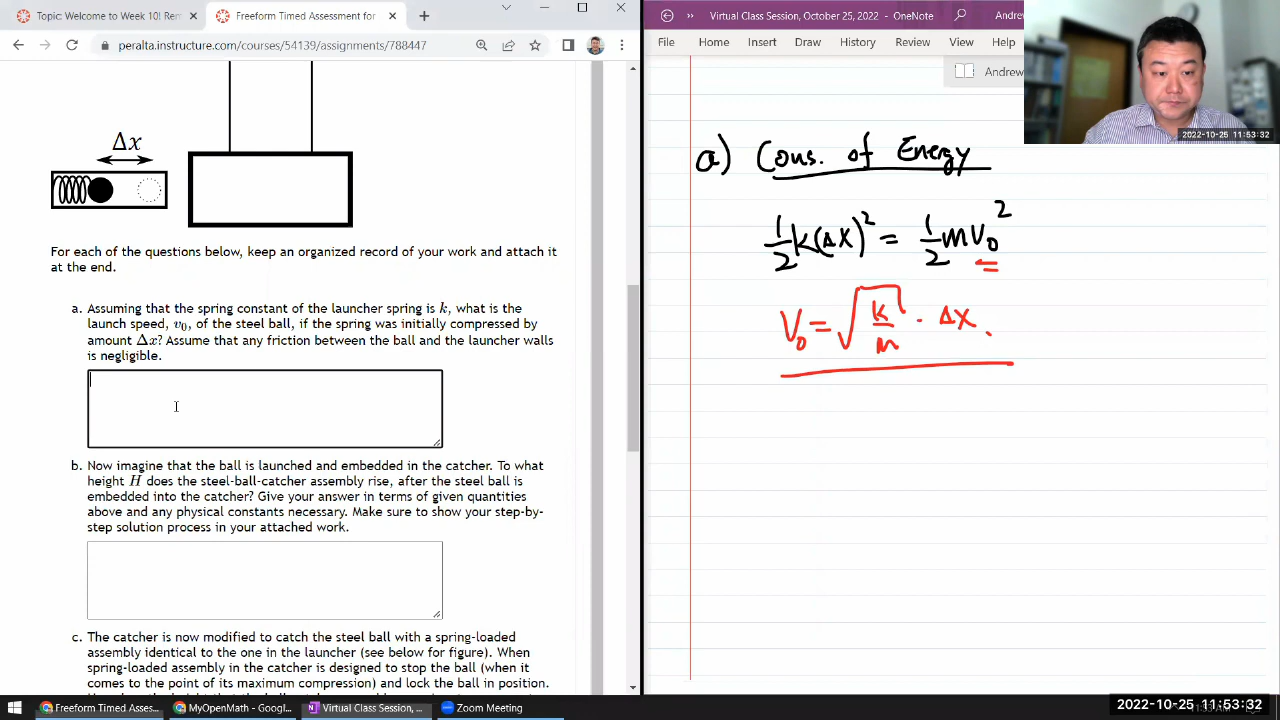 Topic: Welcome to Week 10! Rem
Freeform Timed Assessment for
peralta.instructure.com/courses/54139/assignments/788447
Δx
For each of the questions below, keep an organized record of your work and attach it
at the end.
a. Assuming that the spring constant of the launcher spring is k, what is the
launch speed, v₀, of the steel ball, if the spring was initially compressed by
amount Δx? Assume that any friction between the ball and the launcher walls
is negligible.
b. Now imagine that the ball is launched and embedded in the catcher. To what
height H does the steel-ball-catcher assembly rise, after the steel ball is
embedded into the catcher? Give your answer in terms of given quantities
above and any physical constants necessary. Make sure to show your step-by-
step solution process in your attached work.
c. The catcher is now modified to catch the steel ball with a spring-loaded
assembly identical to the one in the launcher (see below for figure). When
spring-loaded assembly in the catcher is designed to stop the ball (when it
comes to the point of its maximum compression) and lock the ball in position.
Virtual Class Session, October 25, 2022 - OneNote
Andrew
File Home Insert Draw History Review View Help
Andrew
a) Cons. of Energy
1/2 k(Δx)² = 1/2 mV₀²
V₀ = √(k/m) · Δx.
2022-10-25 11:53:32
Freeform Timed Asses...
MyOpenMath - Googl...
Virtual Class Session, ...
Zoom Meeting
2022-10-25 11:53:32